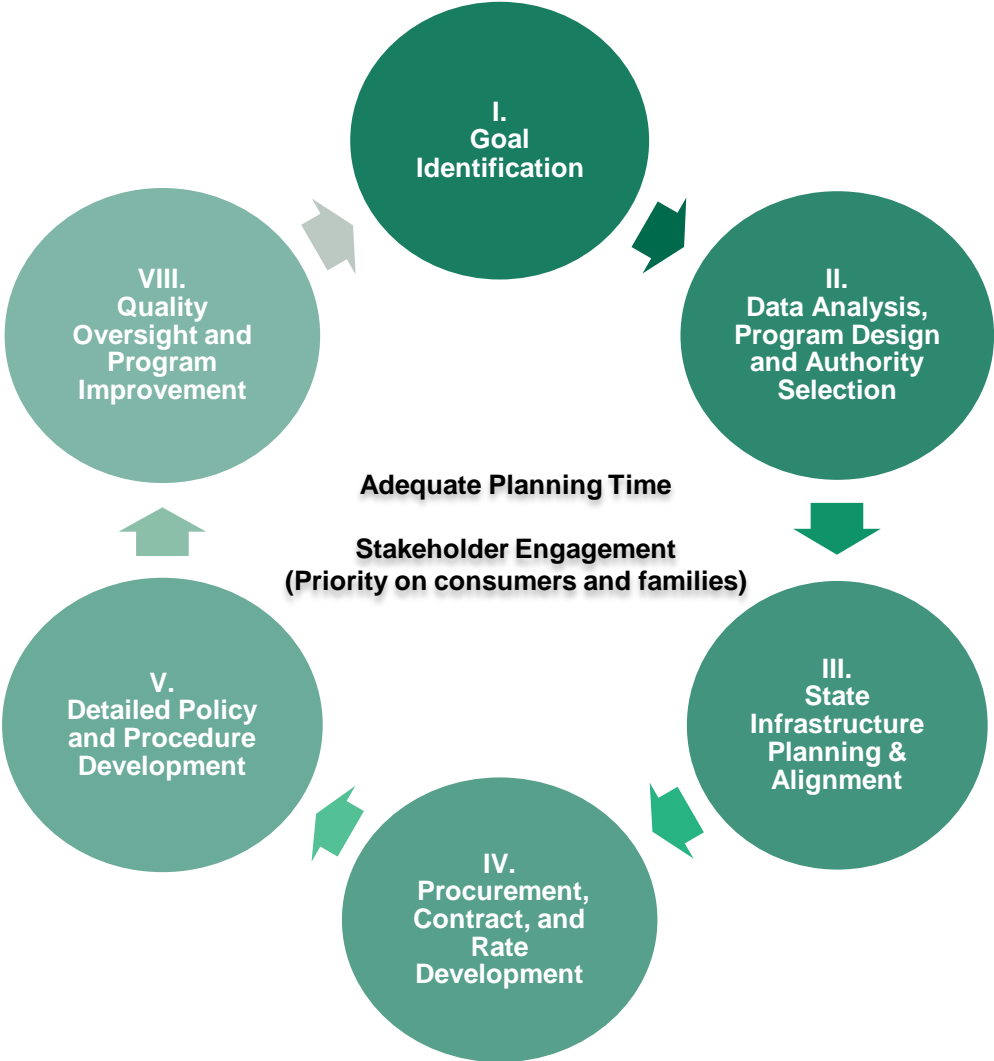 I.
Goal
Identification
II.
Data Analysis,
Program Design
and Authority
Selection
III.
State
Infrastructure
Planning &
Alignment
IV.
Procurement,
Contract, and
Rate
Development
V.
Detailed Policy
and Procedure
Development
VIII.
Quality
Oversight and
Program
Improvement
Adequate Planning Time
Stakeholder Engagement
(Priority on consumers and families)